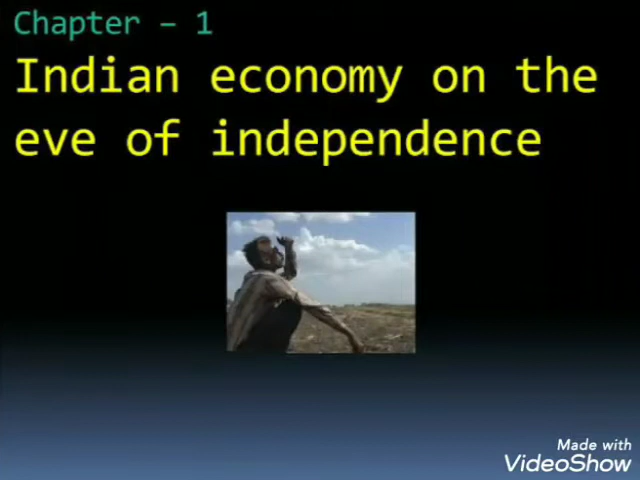 Chapter – 1
Indian economy on the
eve of independence
Made with
VideoShow